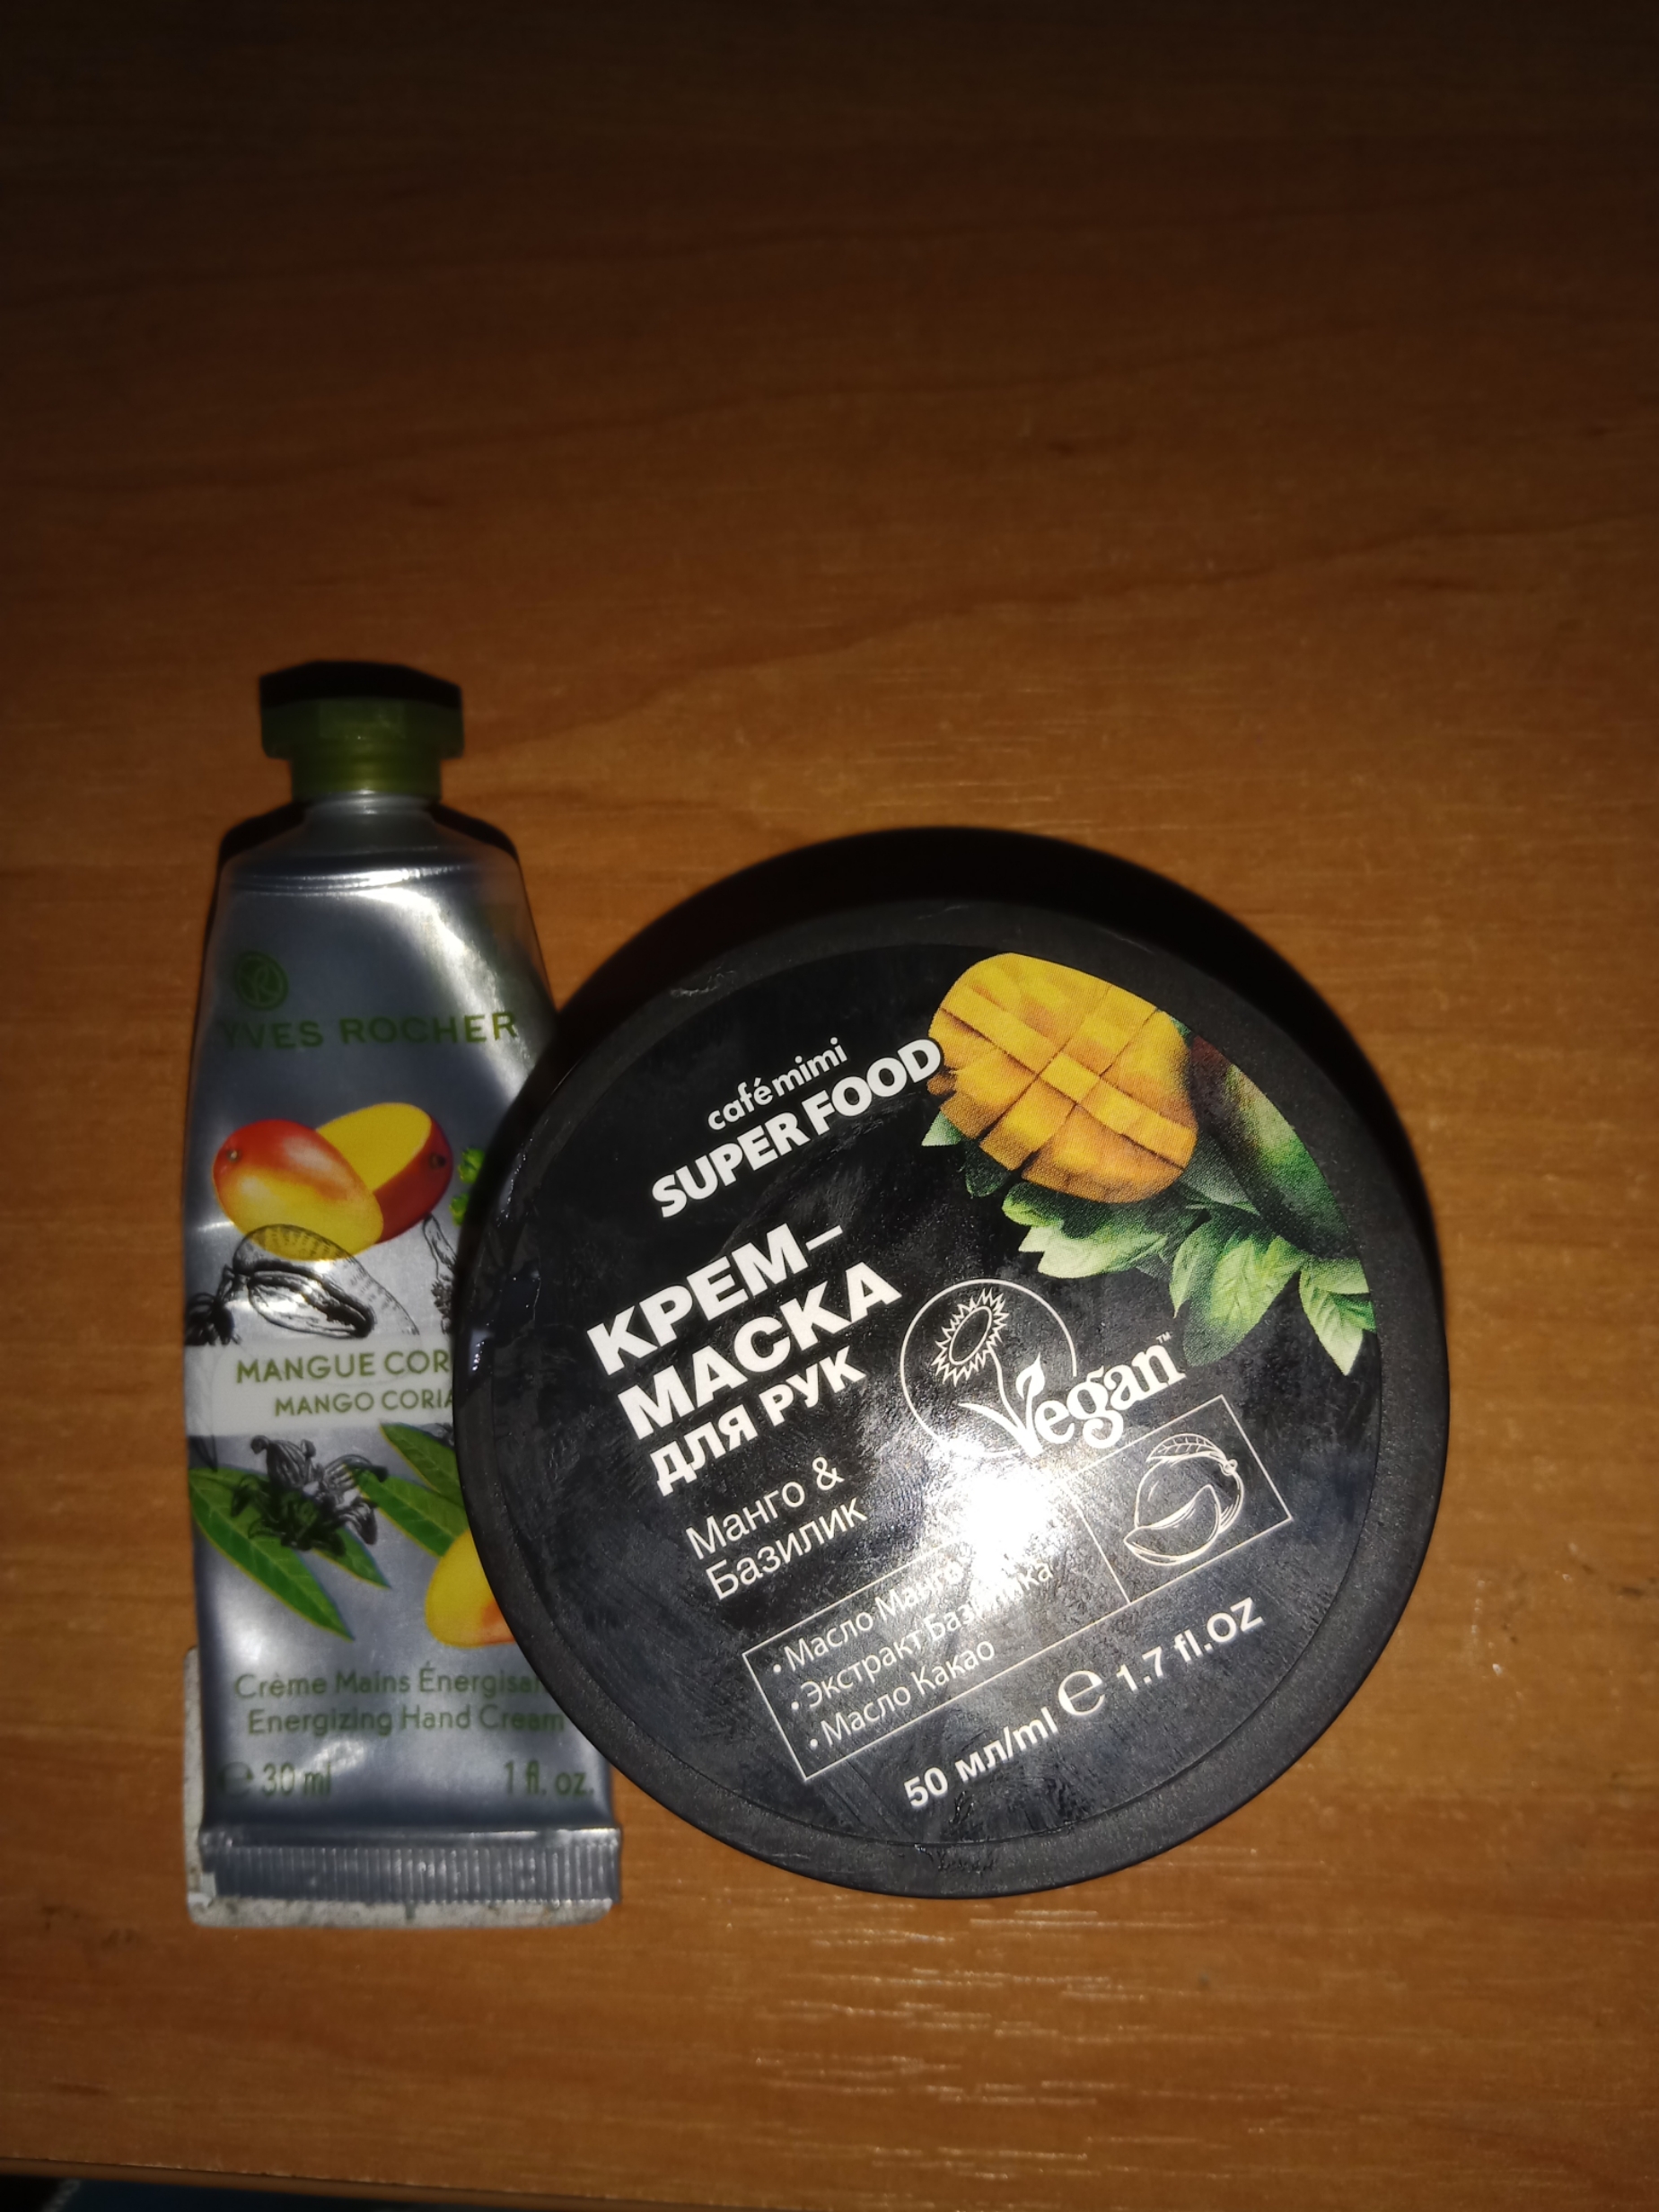 YVES ROCHER
MANGUE COR
MANGO CORIA
Crème Mains Énergisa
Energizing Hand Cream
e 30 ml 1 fl. oz.
café mimi
SUPER FOOD
КРЕМ-
МАСКА
ДЛЯ РУК
Манго &
Базилик
Vegan™
• Масло Манго
• Экстракт Базилика
• Масло Какао
50 мл/ml e 1.7 fl.oz